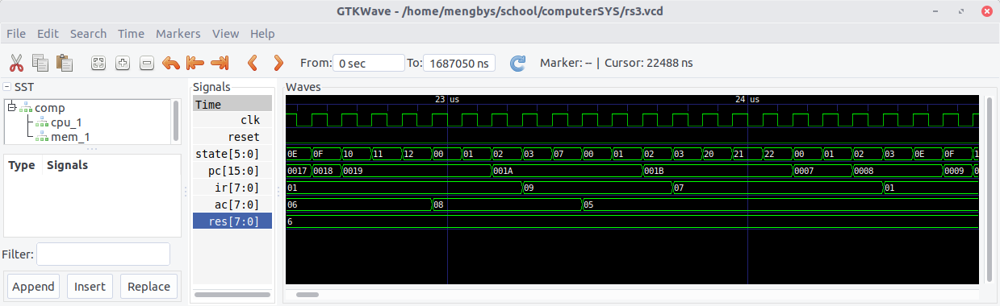 GTKWave - /home/mengbys/school/computerSYS/rs3.vcd
File Edit Search Time Markers View Help
From: 0 sec To: 1687050 ns Marker: -- | Cursor: 22488 ns
SST
comp
cpu_1
mem_1
Type Signals
Filter:
Append Insert Replace
Signals
Time
clk
reset
state[5:0]
pc[15:0]
ir[7:0]
ac[7:0]
res[7:0]
Waves
23 us 24 us
0E 0F 10 11 12 00 01 02 03 07 00 01 02 03 20 21 22 00 01 02 03 0E 0F 1
0017 0018 0019 001A 001B 0007 0008 0009 0
01 09 07 01
06 08 05
6